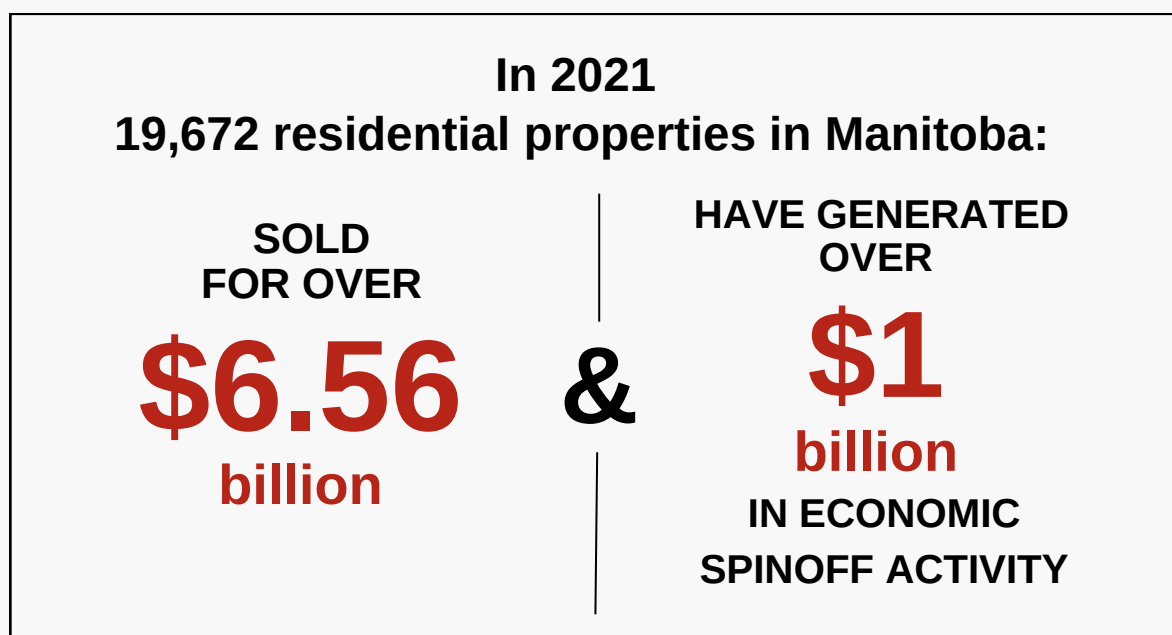 In 2021
19,672 residential properties in Manitoba:
SOLD
FOR OVER
$6.56
billion
&
HAVE GENERATED
OVER
$1
billion
IN ECONOMIC
SPINOFF ACTIVITY